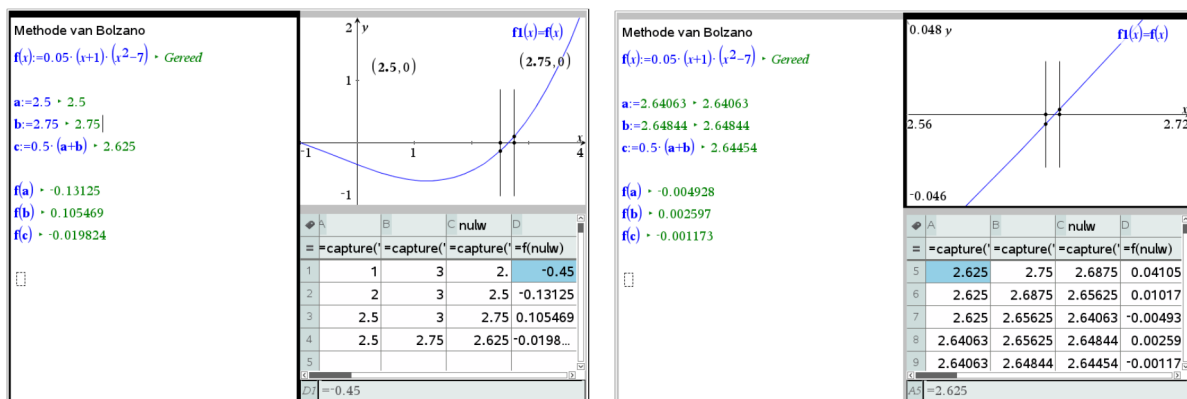 Methode van Bolzano
f(x):=0.05· (x+1)· (x²−7) ▸ Gereed
a:=2.5 ▸ 2.5
b:=2.75 ▸ 2.75
c:=0.5· (a+b) ▸ 2.625
f(a) ▸ -0.13125
f(b) ▸ 0.105469
f(c) ▸ -0.019824
2 y
f1(x)=f(x)
(2.5,0) (2.75,0)
1
x
-1 1 4
-1
A B C nulw D
= =capture(' =capture(' =capture(' =f(nulw)
1 1 3 2. -0.45
2 2 3 2.5 -0.13125
3 2.5 3 2.75 0.105469
4 2.5 2.75 2.625 -0.0198...
5
D1 =-0.45
Methode van Bolzano
f(x):=0.05· (x+1)· (x²−7) ▸ Gereed
a:=2.64063 ▸ 2.64063
b:=2.64844 ▸ 2.64844
c:=0.5· (a+b) ▸ 2.64454
f(a) ▸ -0.004928
f(b) ▸ 0.002597
f(c) ▸ -0.001173
0.048 y
f1(x)=f(x)
x
2.56 2.72
-0.046
A B C nulw D
= =capture(' =capture(' =capture(' =f(nulw)
5 2.625 2.75 2.6875 0.04105
6 2.625 2.6875 2.65625 0.01017
7 2.625 2.65625 2.64063 -0.00493
8 2.64063 2.65625 2.64844 0.00259
9 2.64063 2.64844 2.64454 -0.00117
A5 =2.625